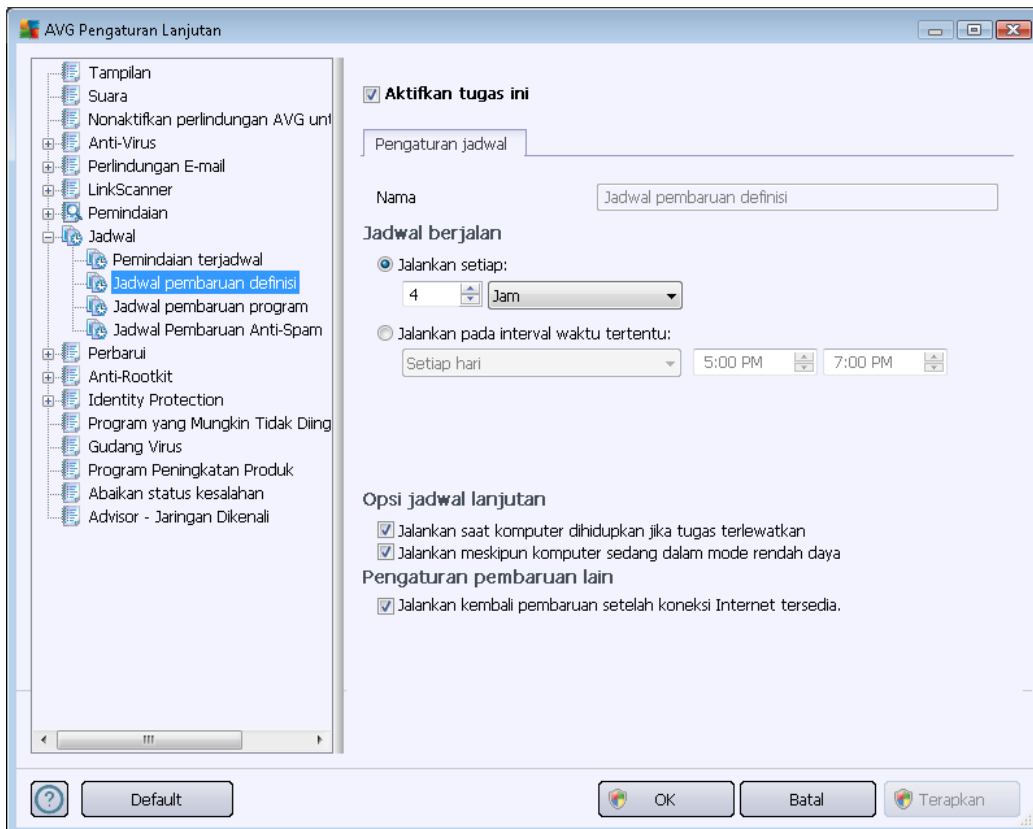 AVG Pengaturan Lanjutan
Tampilan
Suara
Nonaktifkan perlindungan AVG unt
Anti-Virus
Perlindungan E-mail
LinkScanner
Pemindaian
Jadwal
Pemindaian terjadwal
Jadwal pembaruan definisi
Jadwal pembaruan program
Jadwal Pembaruan Anti-Spam
Perbarui
Anti-Rootkit
Identity Protection
Program yang Mungkin Tidak Diing
Gudang Virus
Program Peningkatan Produk
Abaikan status kesalahan
Advisor - Jaringan Dikenali
Aktifkan tugas ini
Pengaturan jadwal
Nama Jadwal pembaruan definisi
Jadwal berjalan
Jalankan setiap:
4 Jam
Jalankan pada interval waktu tertentu:
Setiap hari 5:00 PM 7:00 PM
Opsi jadwal lanjutan
Jalankan saat komputer dihidupkan jika tugas terlewatkan
Jalankan meskipun komputer sedang dalam mode rendah daya
Pengaturan pembaruan lain
Jalankan kembali pembaruan setelah koneksi Internet tersedia.
? Default OK Batal Terapkan